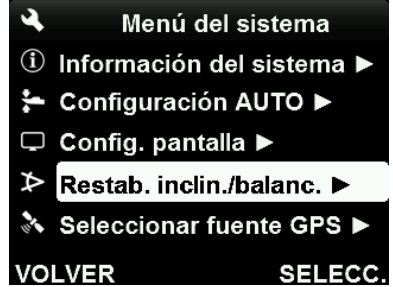 Menú del sistema
Información del sistema ►
Configuración AUTO ►
Config. pantalla ►
Restab. inclin./balanc. ►
Seleccionar fuente GPS ►
VOLVER SELECC.